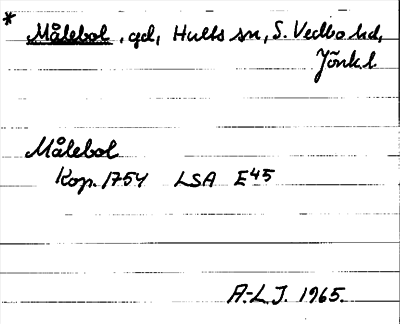 * Målebol, gd, Hults sn, S. Vedbo hd,
Jönk. l
Målebol
Kop. 1754 LSA E45
A-L J. 1965.